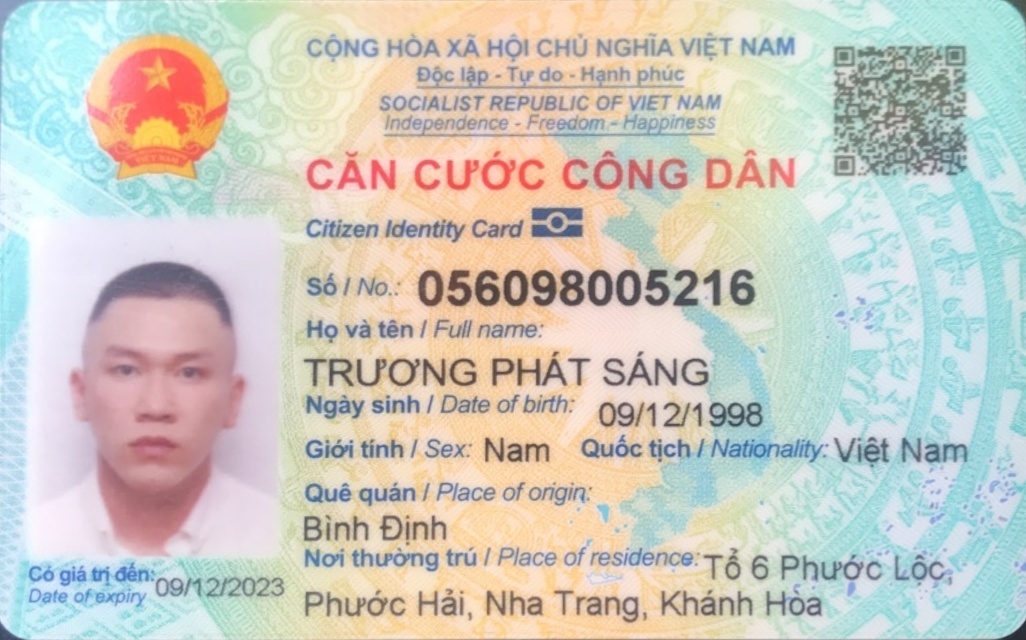 CỘNG HÒA XÃ HỘI CHỦ NGHĨA VIỆT NAM
Độc lập - Tự do - Hạnh phúc
SOCIALIST REPUBLIC OF VIET NAM
Independence - Freedom - Happiness
CĂN CƯỚC CÔNG DÂN
Citizen Identity Card
Số / No.: 056098005216
Họ và tên / Full name:
TRƯƠNG PHÁT SÁNG
Ngày sinh / Date of birth: 09/12/1998
Giới tính / Sex: Nam Quốc tịch / Nationality: Việt Nam
Quê quán / Place of origin:
Bình Định
Nơi thường trú / Place of residence: Tổ 6 Phước Lộc,
Phước Hải, Nha Trang, Khánh Hòa
Có giá trị đến: 09/12/2023
Date of expiry
VIỆT NAM